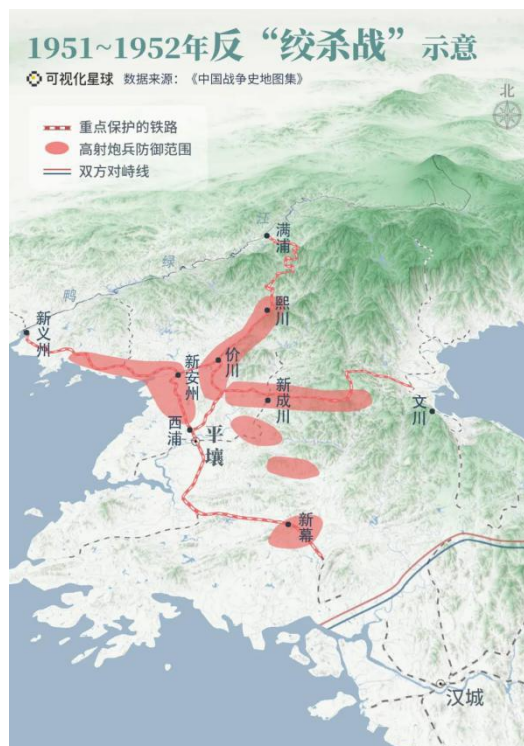 1951~1952年反“绞杀战”示意
可视化星球 数据来源：《中国战争史地图集》
北
重点保护的铁路
高射炮兵防御范围
双方对峙线
江
满浦
绿
鸭
熙川
新义州
价川
新安州
新成川
文川
西浦
平壤
新幕
汉城